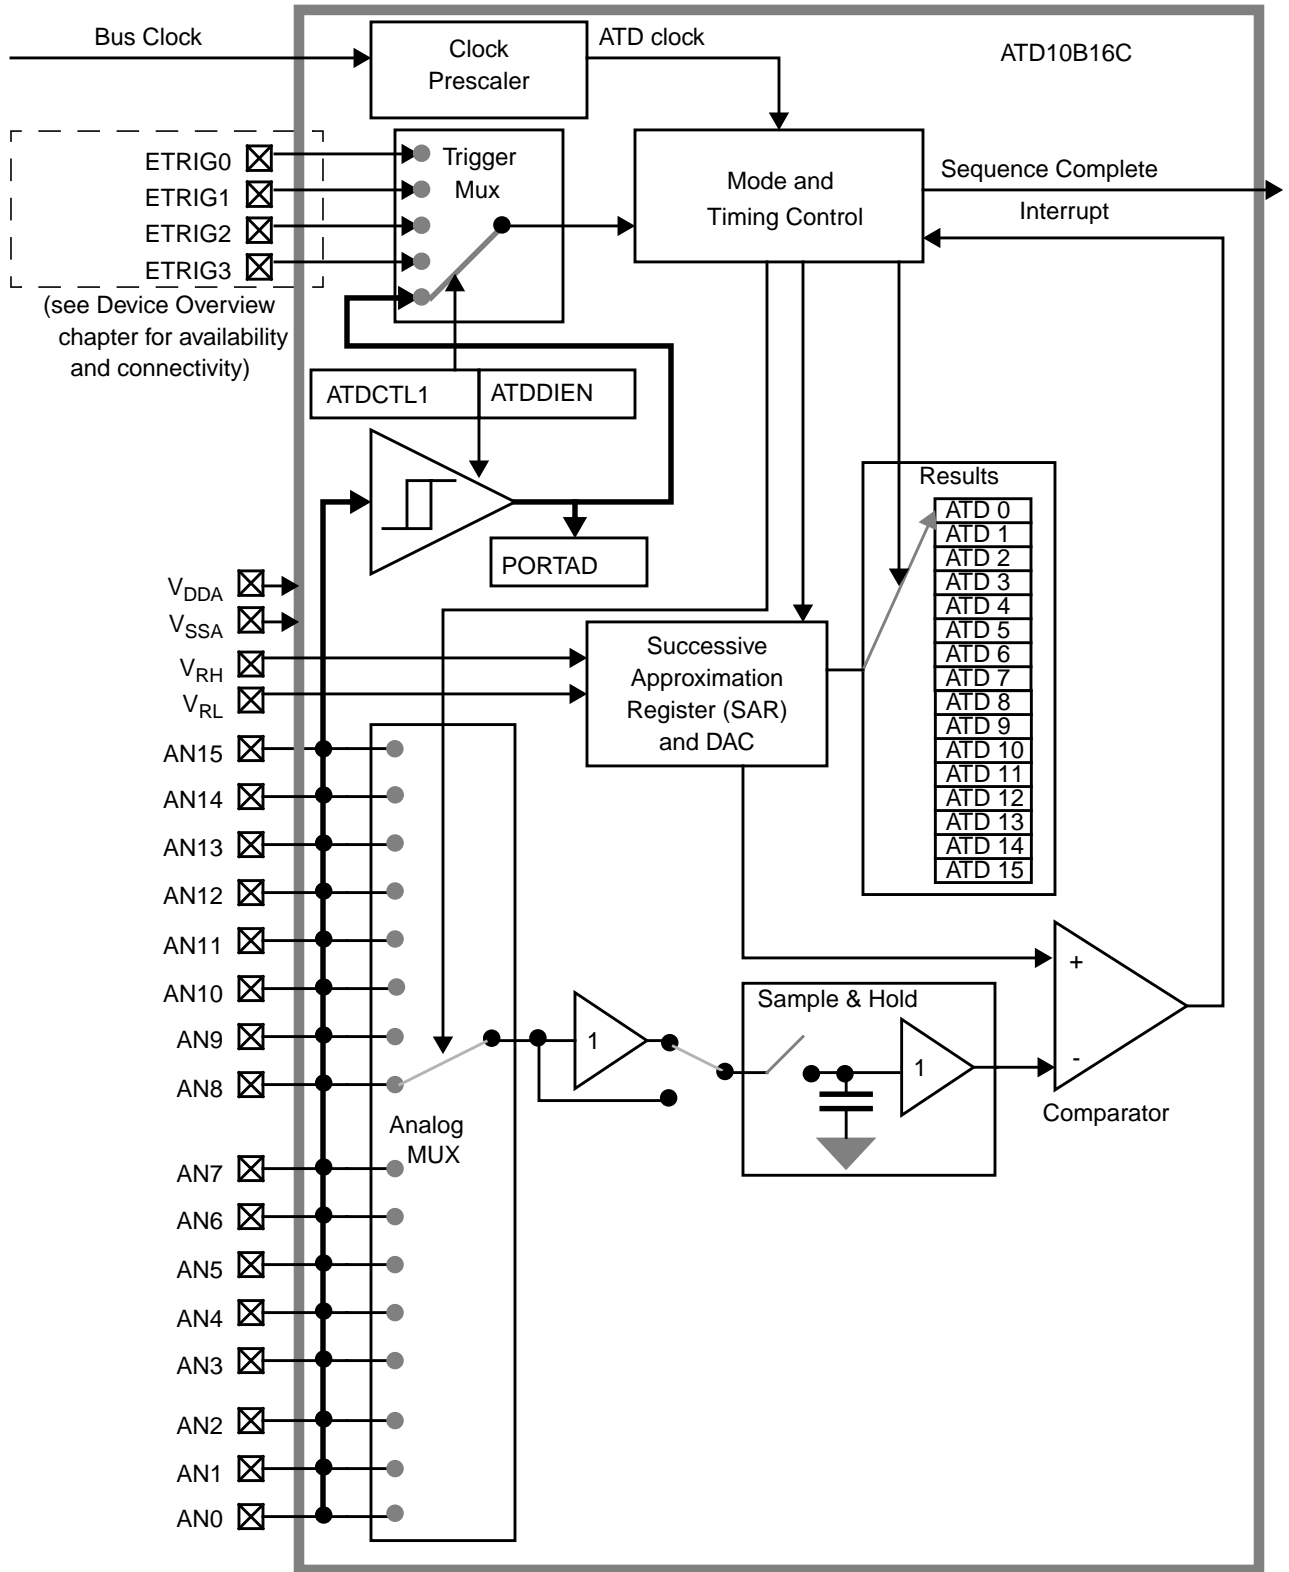 Bus Clock
Clock
Prescaler
ATD clock
ATD10B16C
ETRIG0
ETRIG1
ETRIG2
ETRIG3
(see Device Overview
chapter for availability
and connectivity)
Trigger
Mux
Mode and
Timing Control
Sequence Complete
Interrupt
ATDCTL1
ATDDIEN
PORTAD
Results
ATD 0
ATD 1
ATD 2
ATD 3
ATD 4
ATD 5
ATD 6
ATD 7
ATD 8
ATD 9
ATD 10
ATD 11
ATD 12
ATD 13
ATD 14
ATD 15
VDDA
VSSA
VRH
VRL
Successive
Approximation
Register (SAR)
and DAC
AN15
AN14
AN13
AN12
AN11
AN10
AN9
AN8
AN7
AN6
AN5
AN4
AN3
AN2
AN1
AN0
Analog
MUX
1
Sample & Hold
1
+
-
Comparator